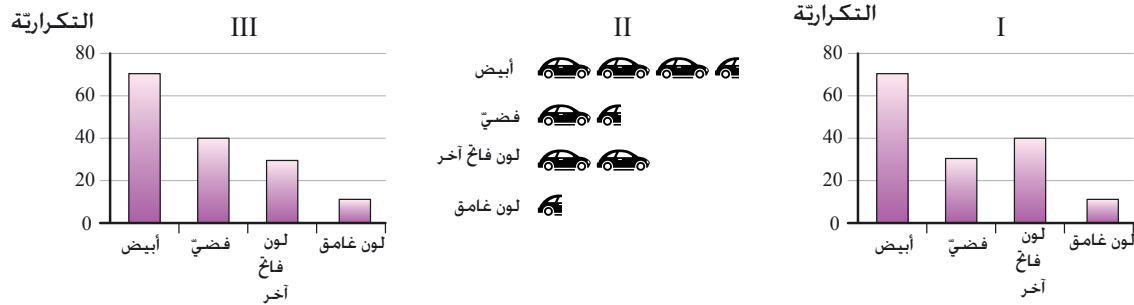 I
التكراريّة
80
60
40
20
0
أبيض
فضيّ
لون
فاتح
آخر
لون غامق
II
أبيض
فضيّ
لون فاتح آخر
لون غامق
III
التكراريّة
80
60
40
20
0
أبيض
فضيّ
لون
فاتح
آخر
لون غامق